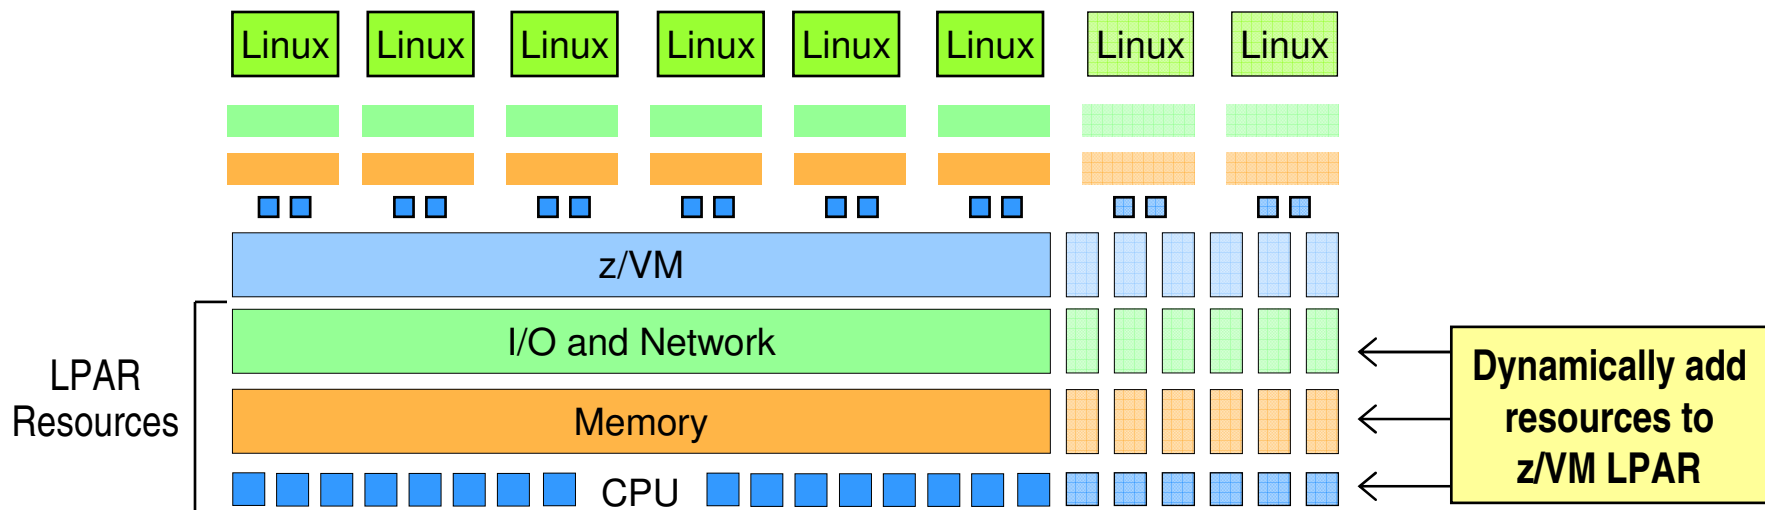 Linux Linux Linux Linux Linux Linux Linux Linux
z/VM
I/O and Network
Memory
CPU
LPAR
Resources
Dynamically add
resources to
z/VM LPAR